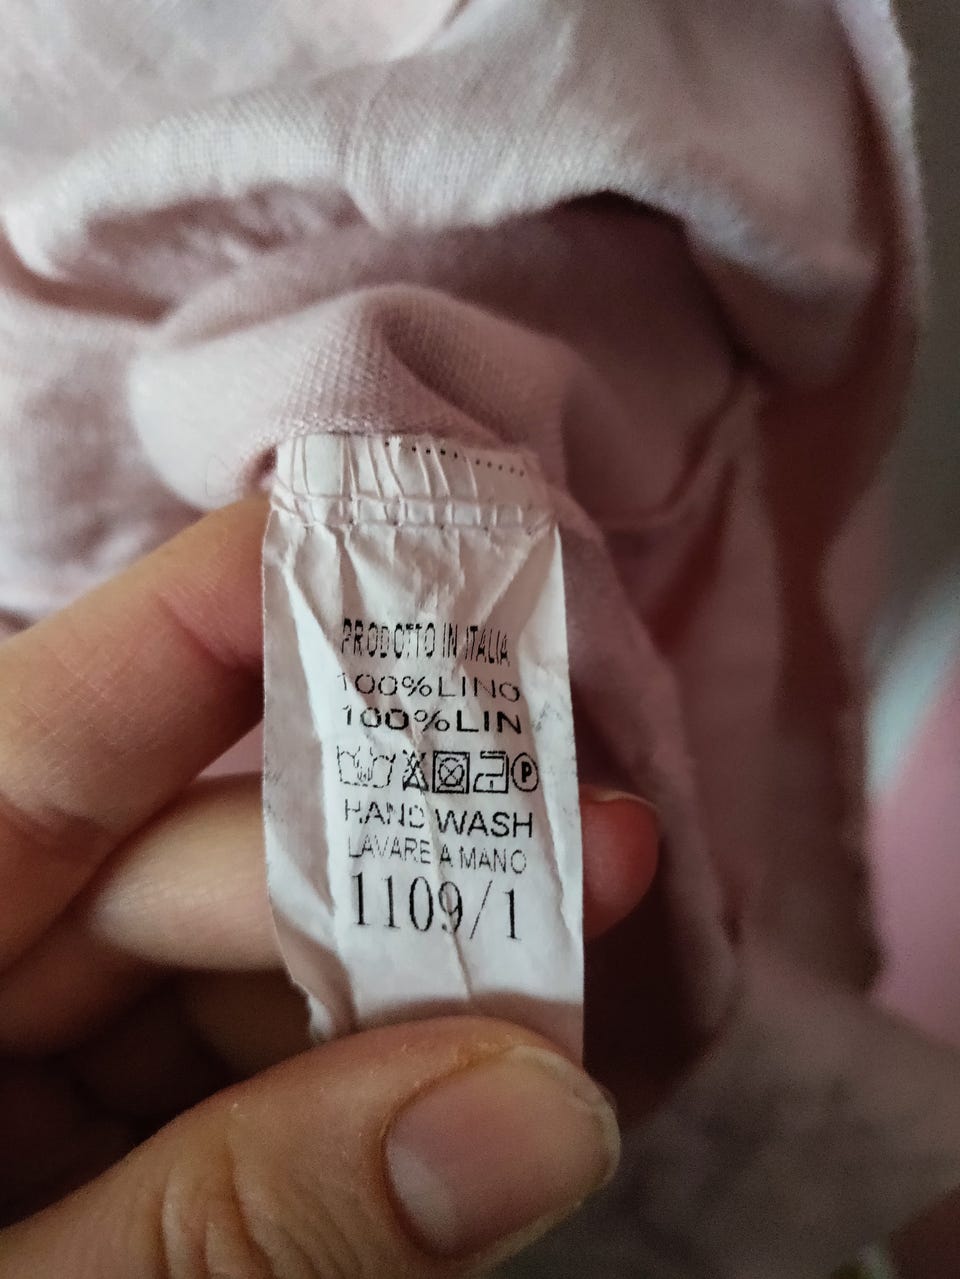 PRODOTTO IN ITALIA
100%LINO
100%LIN
P
HAND WASH
LAVARE A MANO
1109/1